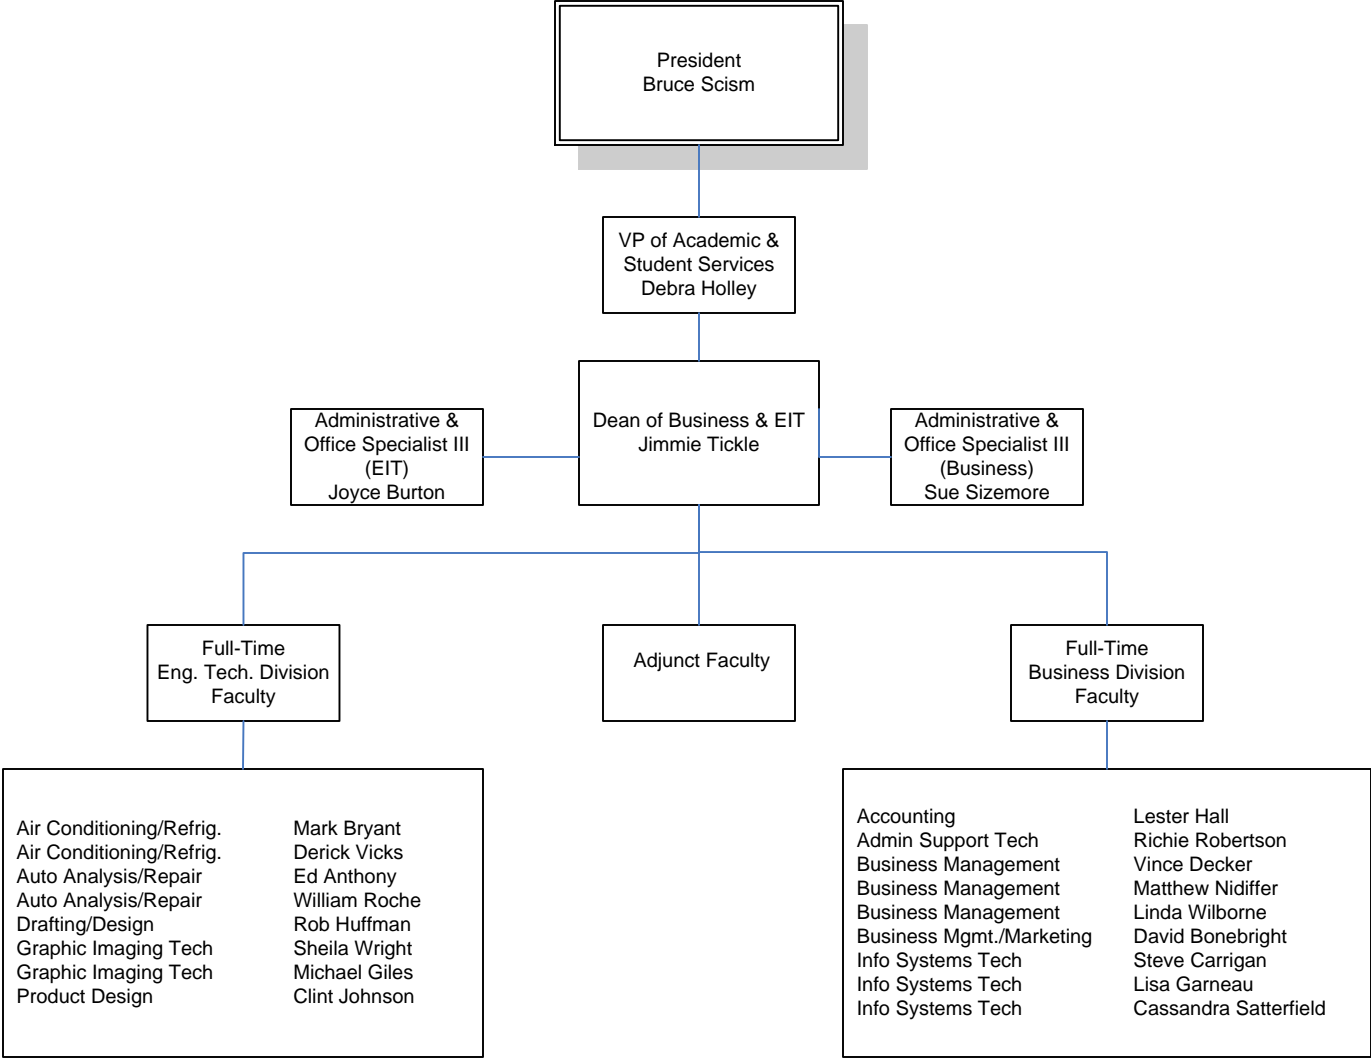 President
Bruce Scism
VP of Academic &
Student Services
Debra Holley
Administrative &
Office Specialist III
(EIT)
Joyce Burton
Dean of Business & EIT
Jimmie Tickle
Administrative &
Office Specialist III
(Business)
Sue Sizemore
Full-Time
Eng. Tech. Division
Faculty
Adjunct Faculty
Full-Time
Business Division
Faculty
Air Conditioning/Refrig. Mark Bryant
Air Conditioning/Refrig. Derick Vicks
Auto Analysis/Repair Ed Anthony
Auto Analysis/Repair William Roche
Drafting/Design Rob Huffman
Graphic Imaging Tech Sheila Wright
Graphic Imaging Tech Michael Giles
Product Design Clint Johnson
Accounting Lester Hall
Admin Support Tech Richie Robertson
Business Management Vince Decker
Business Management Matthew Nidiffer
Business Management Linda Wilborne
Business Mgmt./Marketing David Bonebright
Info Systems Tech Steve Carrigan
Info Systems Tech Lisa Garneau
Info Systems Tech Cassandra Satterfield